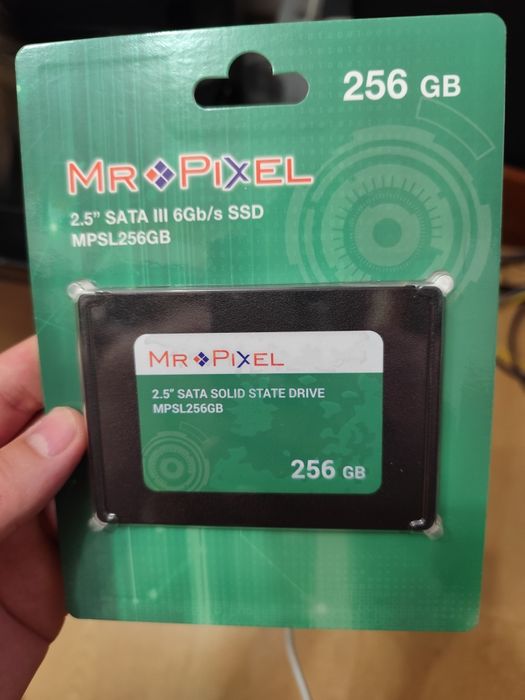 256 GB
MR PIXEL
2.5" SATA III 6Gb/s SSD
MPSL256GB
MR PIXEL
2.5" SATA SOLID STATE DRIVE
MPSL256GB
256 GB